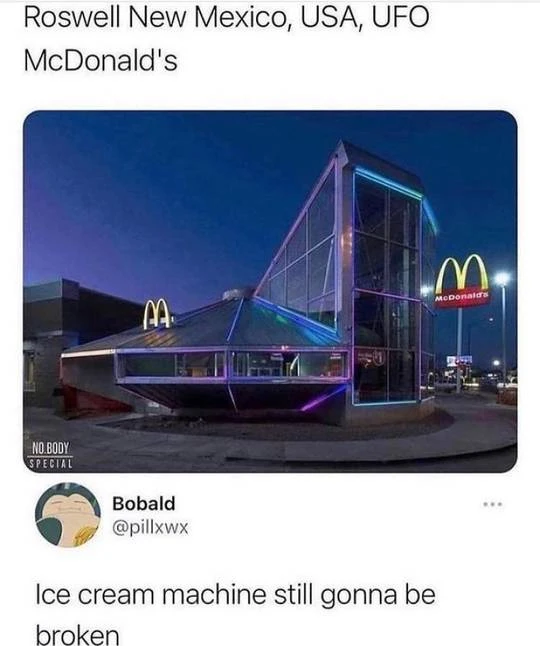 Roswell New Mexico, USA, UFO
McDonald's
McDonald's
NO.BODY
SPECIAL
Bobald
@pillxwx
Ice cream machine still gonna be
broken